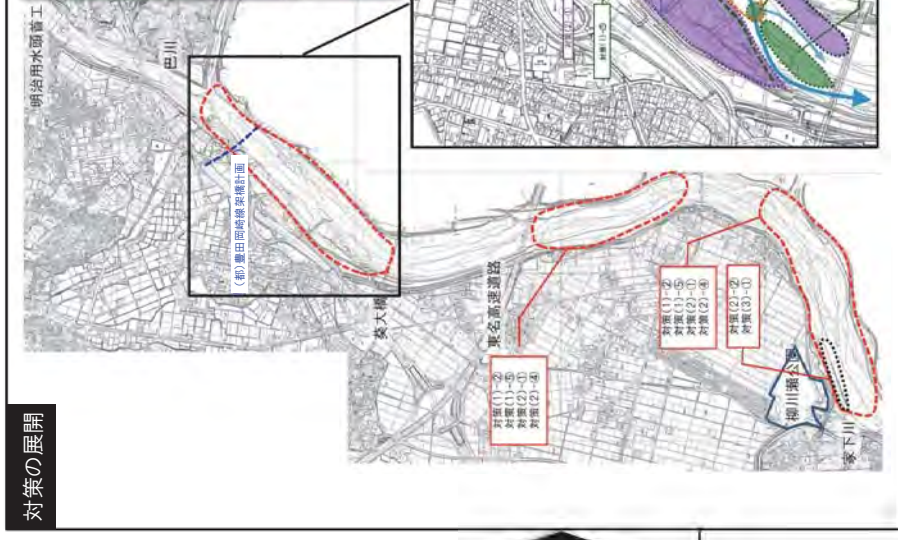 対策の展開
明治用水頭首工
巴川
(都)豊田岡崎線架橋計画
葵大橋
東名高速道路
対策(1)-②
対策(1)-⑤
対策(2)-①
対策(2)-④
対策(1)-②
対策(1)-⑤
対策(2)-①
対策(2)-④
対策(2)-②
対策(3)-①
柳川瀬公園
家下川